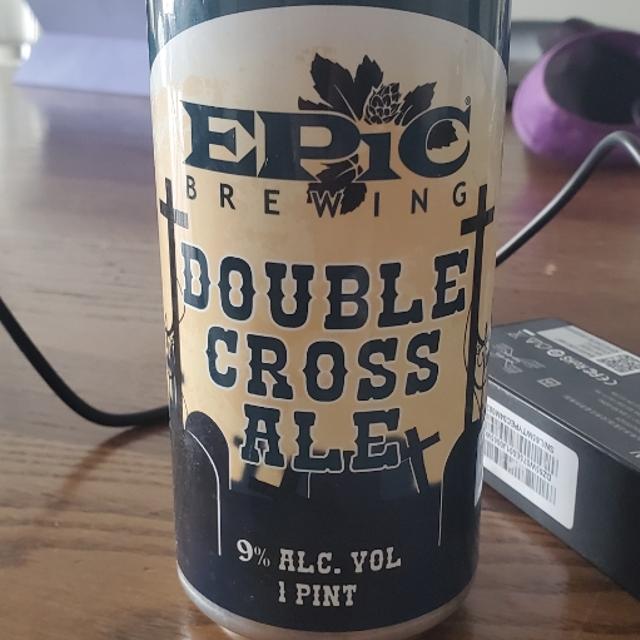 EPiC®
BREWING
DOUBLE
CROSS
ALE
9% ALC. VOL
1 PINT